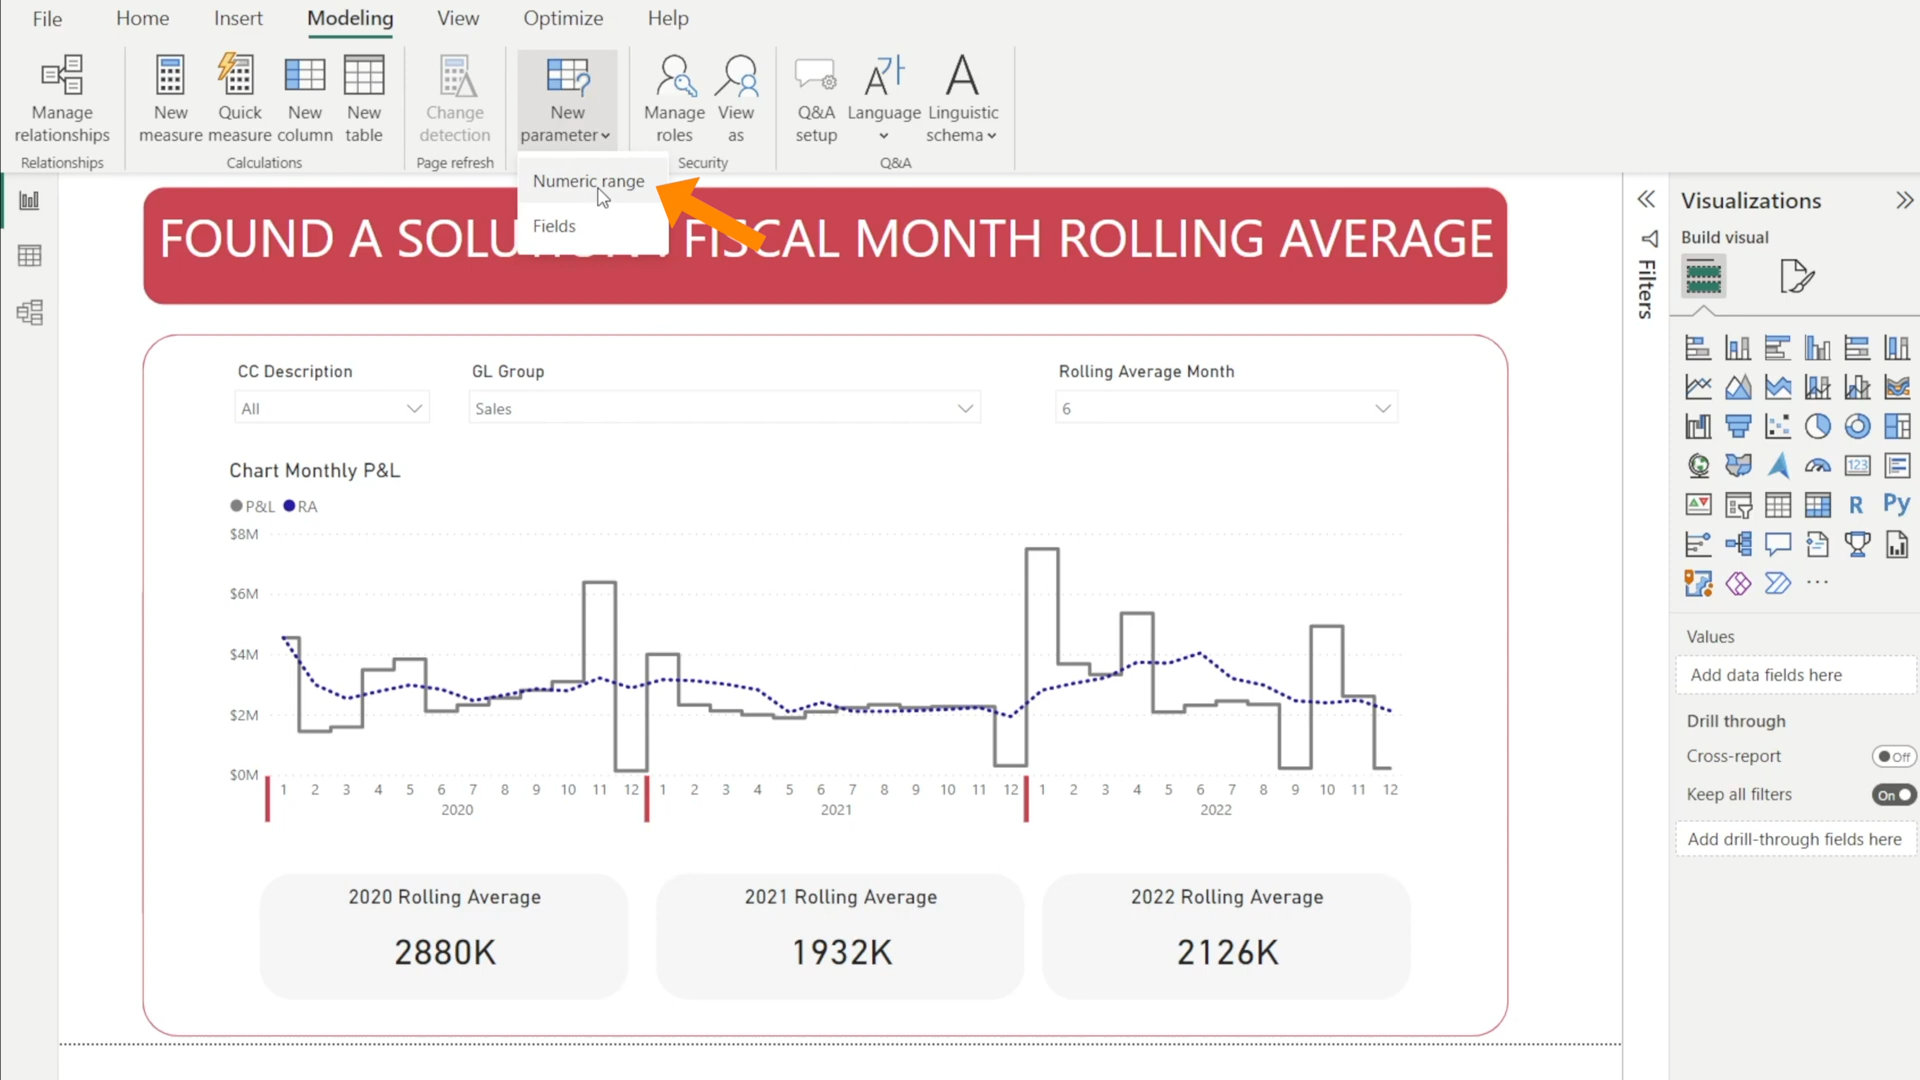 File Home Insert Modeling View Optimize Help
Manage relationships
New measure
Quick measure
New column
New table
Change detection
New parameter
Manage roles
View as
Q&A setup
Language
Linguistic schema
Relationships Calculations Page refresh Security Q&A
Numeric range
Fields
FOUND A SOLU FISCAL MONTH ROLLING AVERAGE
CC Description GL Group Rolling Average Month
All Sales 6
Chart Monthly P&L
P&L RA
$8M
$6M
$4M
$2M
$0M
1 2 3 4 5 6 7 8 9 10 11 12 1 2 3 4 5 6 7 8 9 10 11 12 1 2 3 4 5 6 7 8 9 10 11 12
2020 2021 2022
2020 Rolling Average 2021 Rolling Average 2022 Rolling Average
2880K 1932K 2126K
Filters
Visualizations
Build visual
123
R Py
Values
Add data fields here
Drill through
Cross-report Off
Keep all filters On
Add drill-through fields here